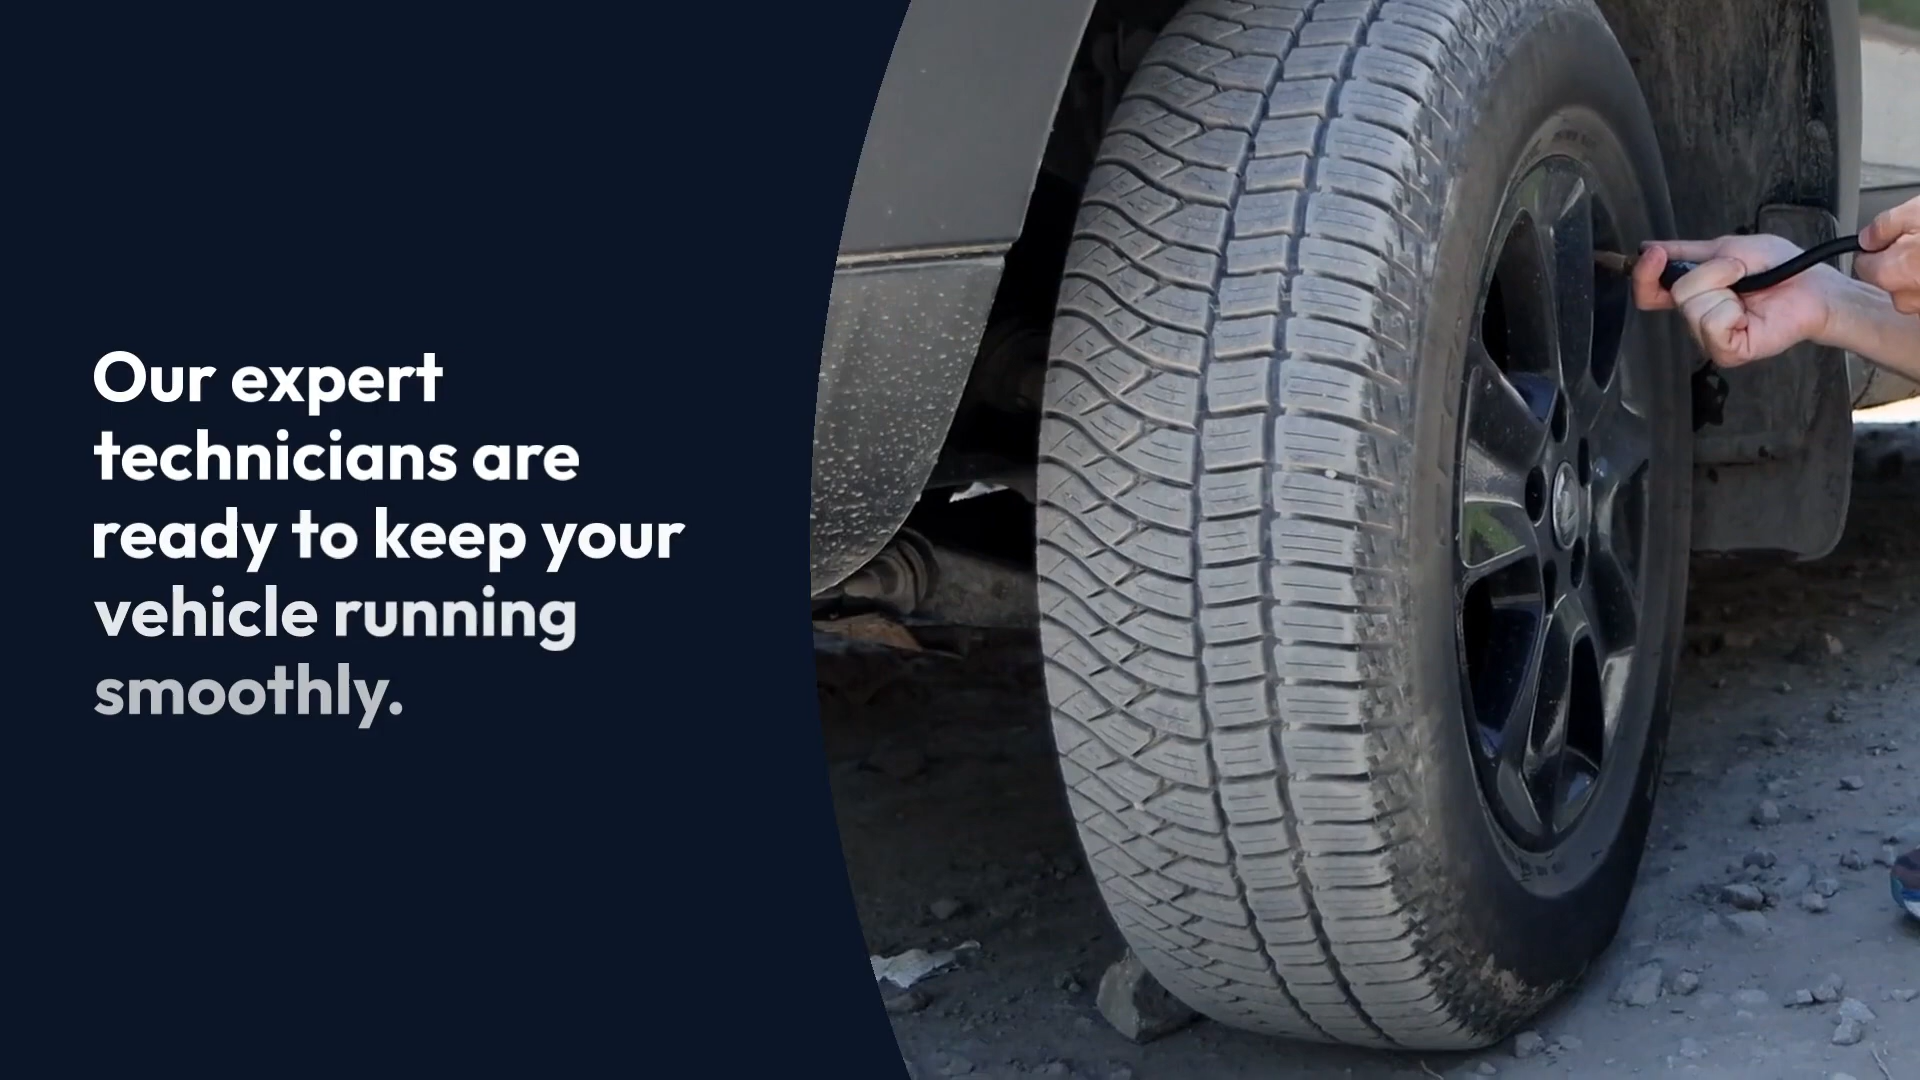 Our expert
technicians are
ready to keep your
vehicle running
smoothly.